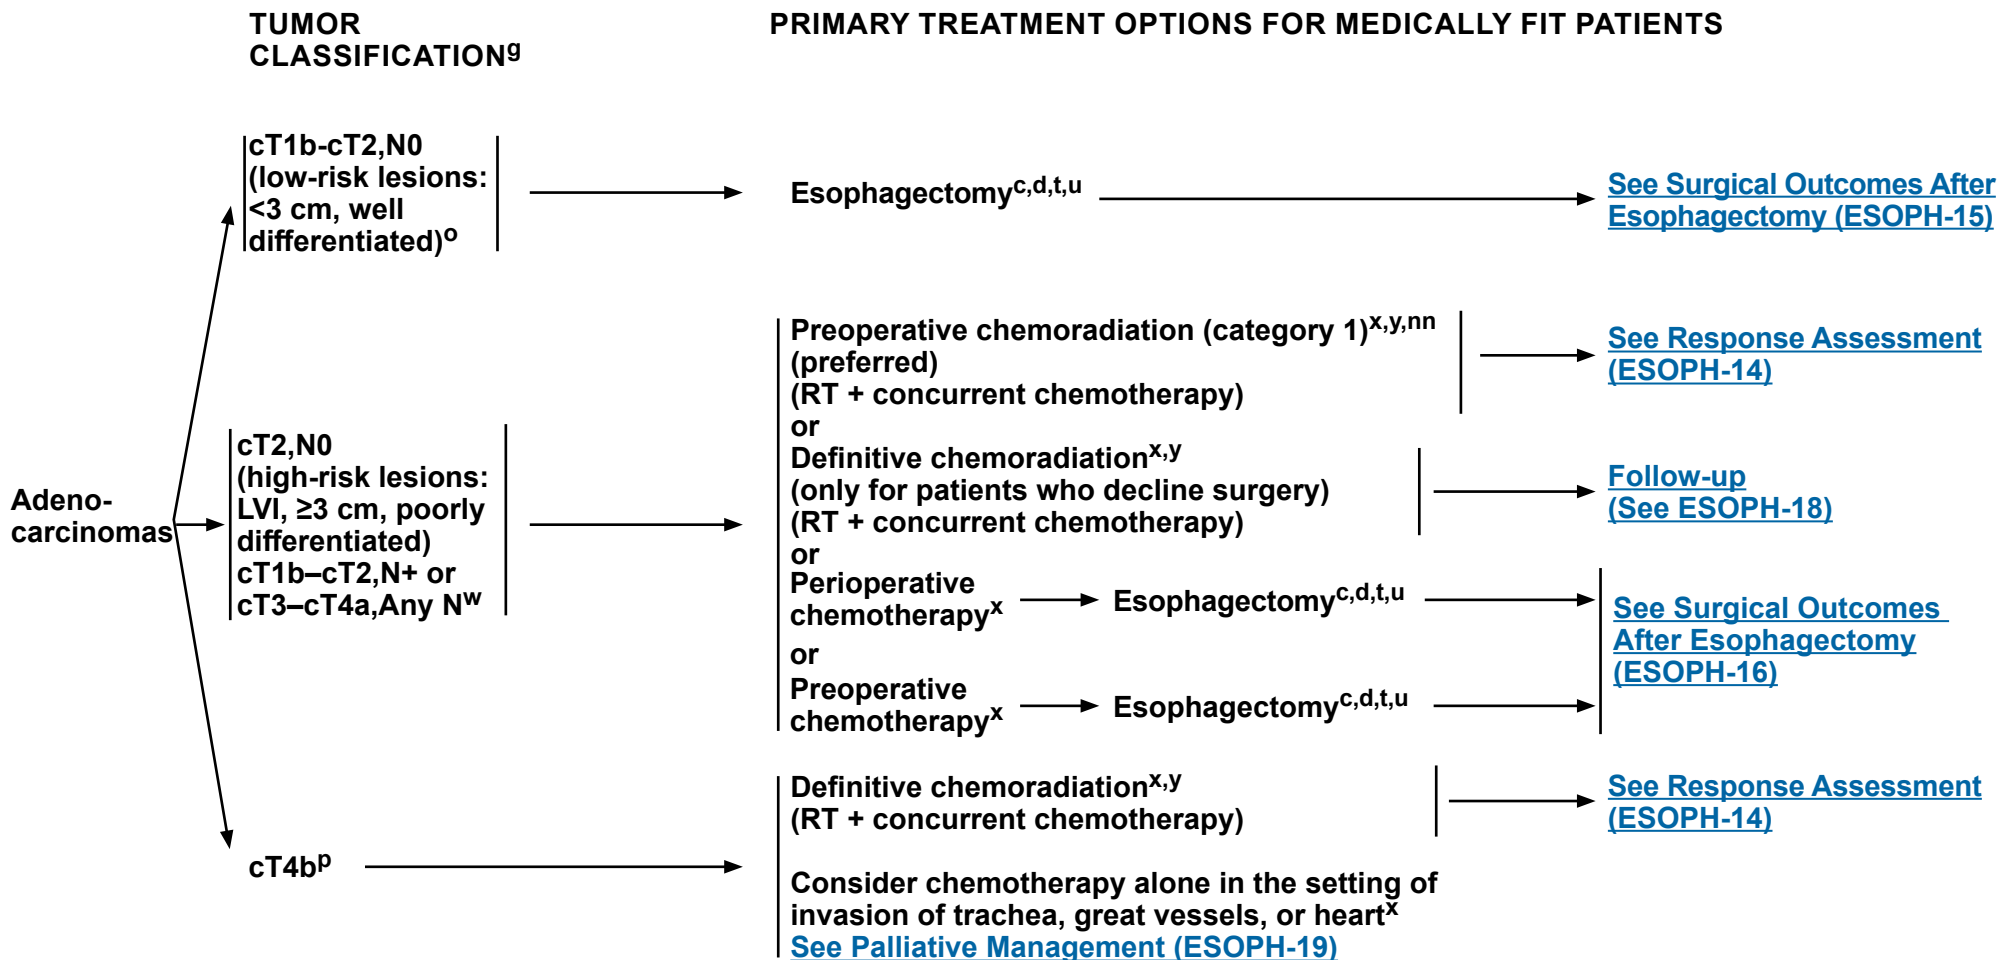 TUMOR
CLASSIFICATIONg
PRIMARY TREATMENT OPTIONS FOR MEDICALLY FIT PATIENTS
cT1b-cT2,N0
(low-risk lesions:
<3 cm, well
differentiated)o
Esophagectomyc,d,t,u
See Surgical Outcomes After
Esophagectomy (ESOPH-15)
Adeno-
carcinomas
cT2,N0
(high-risk lesions:
LVI, ≥3 cm, poorly
differentiated)
cT1b–cT2,N+ or
cT3–cT4a,Any Nw
Preoperative chemoradiation (category 1)x,y,nn
(preferred)
(RT + concurrent chemotherapy)
or
Definitive chemoradiationx,y
(only for patients who decline surgery)
(RT + concurrent chemotherapy)
or
Perioperative
chemotherapyx
Esophagectomyc,d,t,u
or
Preoperative
chemotherapyx
Esophagectomyc,d,t,u
See Response Assessment
(ESOPH-14)
Follow-up
(See ESOPH-18)
See Surgical Outcomes
After Esophagectomy
(ESOPH-16)
cT4bp
Definitive chemoradiationx,y
(RT + concurrent chemotherapy)
See Response Assessment
(ESOPH-14)
Consider chemotherapy alone in the setting of
invasion of trachea, great vessels, or heartx
See Palliative Management (ESOPH-19)